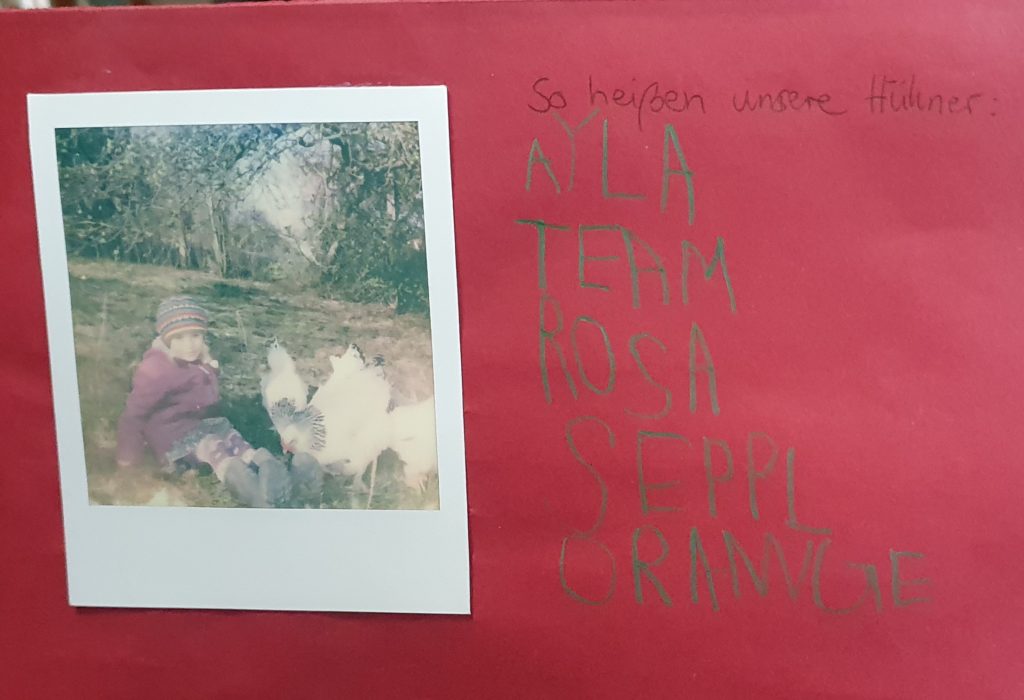 So heißen unsere Hühner:
AYLA
TEAM
ROSA
SEPPL
ORANGE